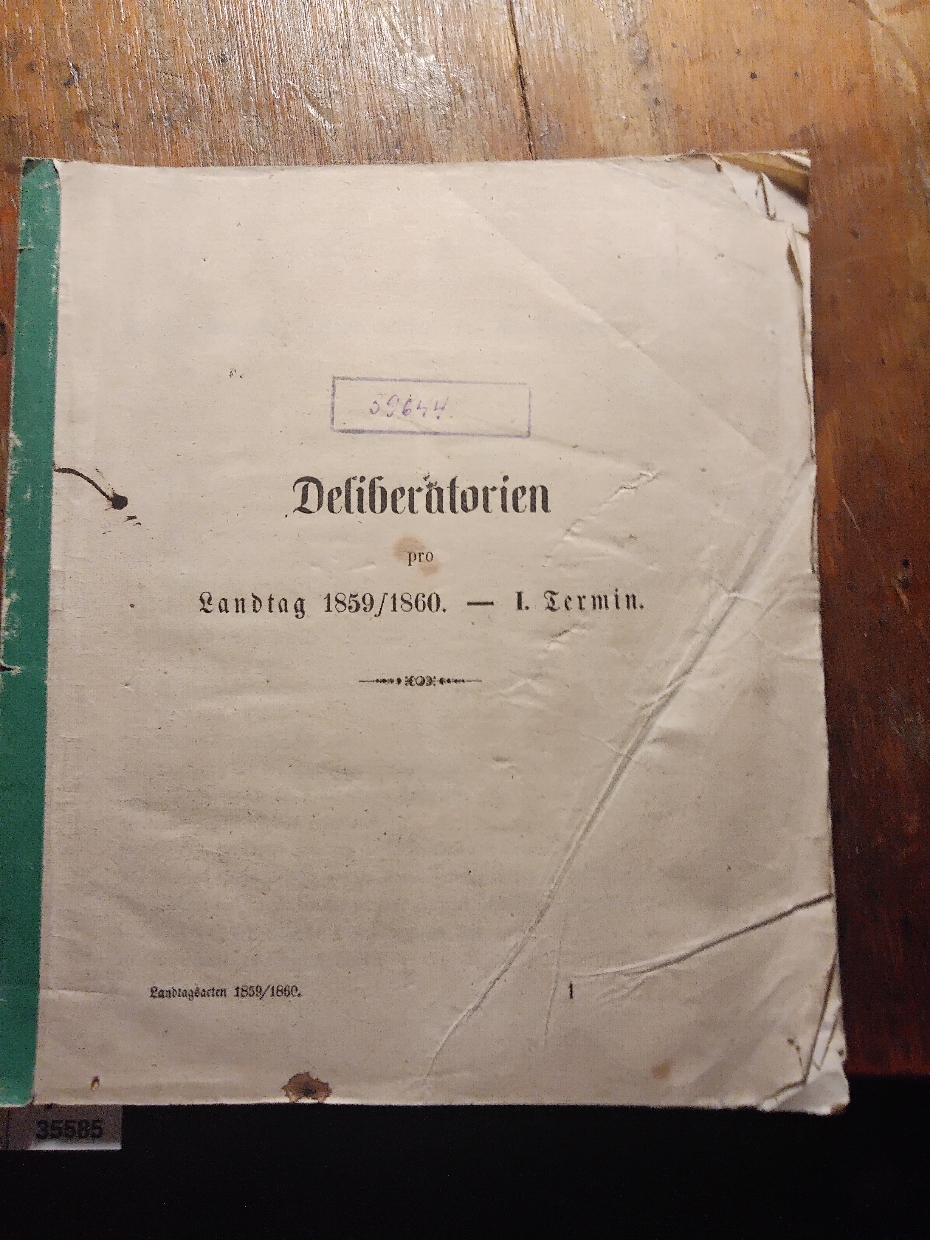 59644
Deliberatorien
pro
Landtag 1859/1860. — I. Termin.
Landtagsacten 1859/1860.
1
35585